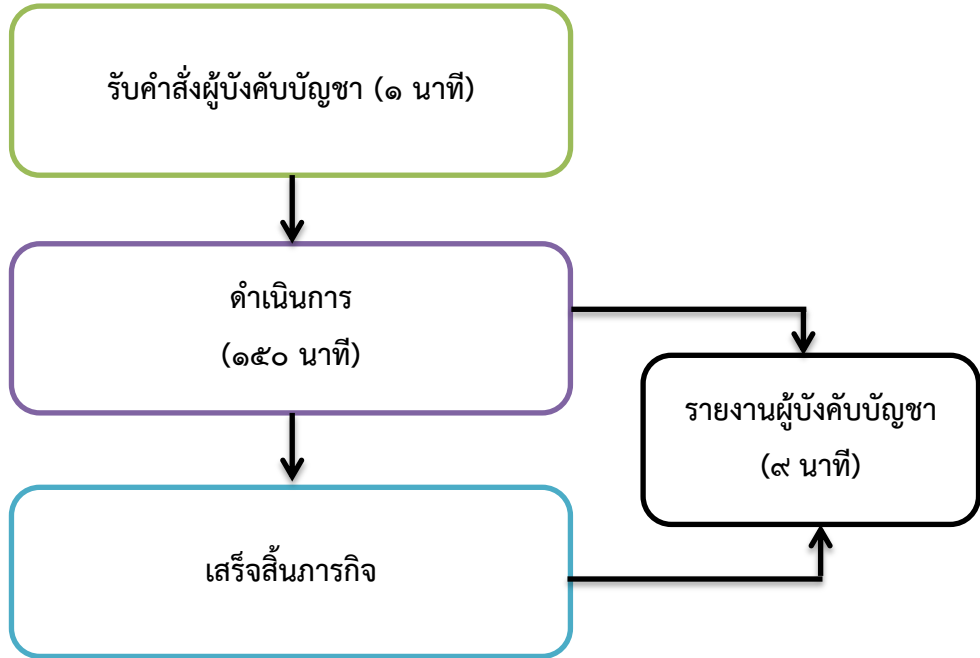 รับคำสั่งผู้บังคับบัญชา (๑ นาที)
ดำเนินการ
(๑๕๐ นาที)
รายงานผู้บังคับบัญชา
(๙ นาที)
เสร็จสิ้นภารกิจ